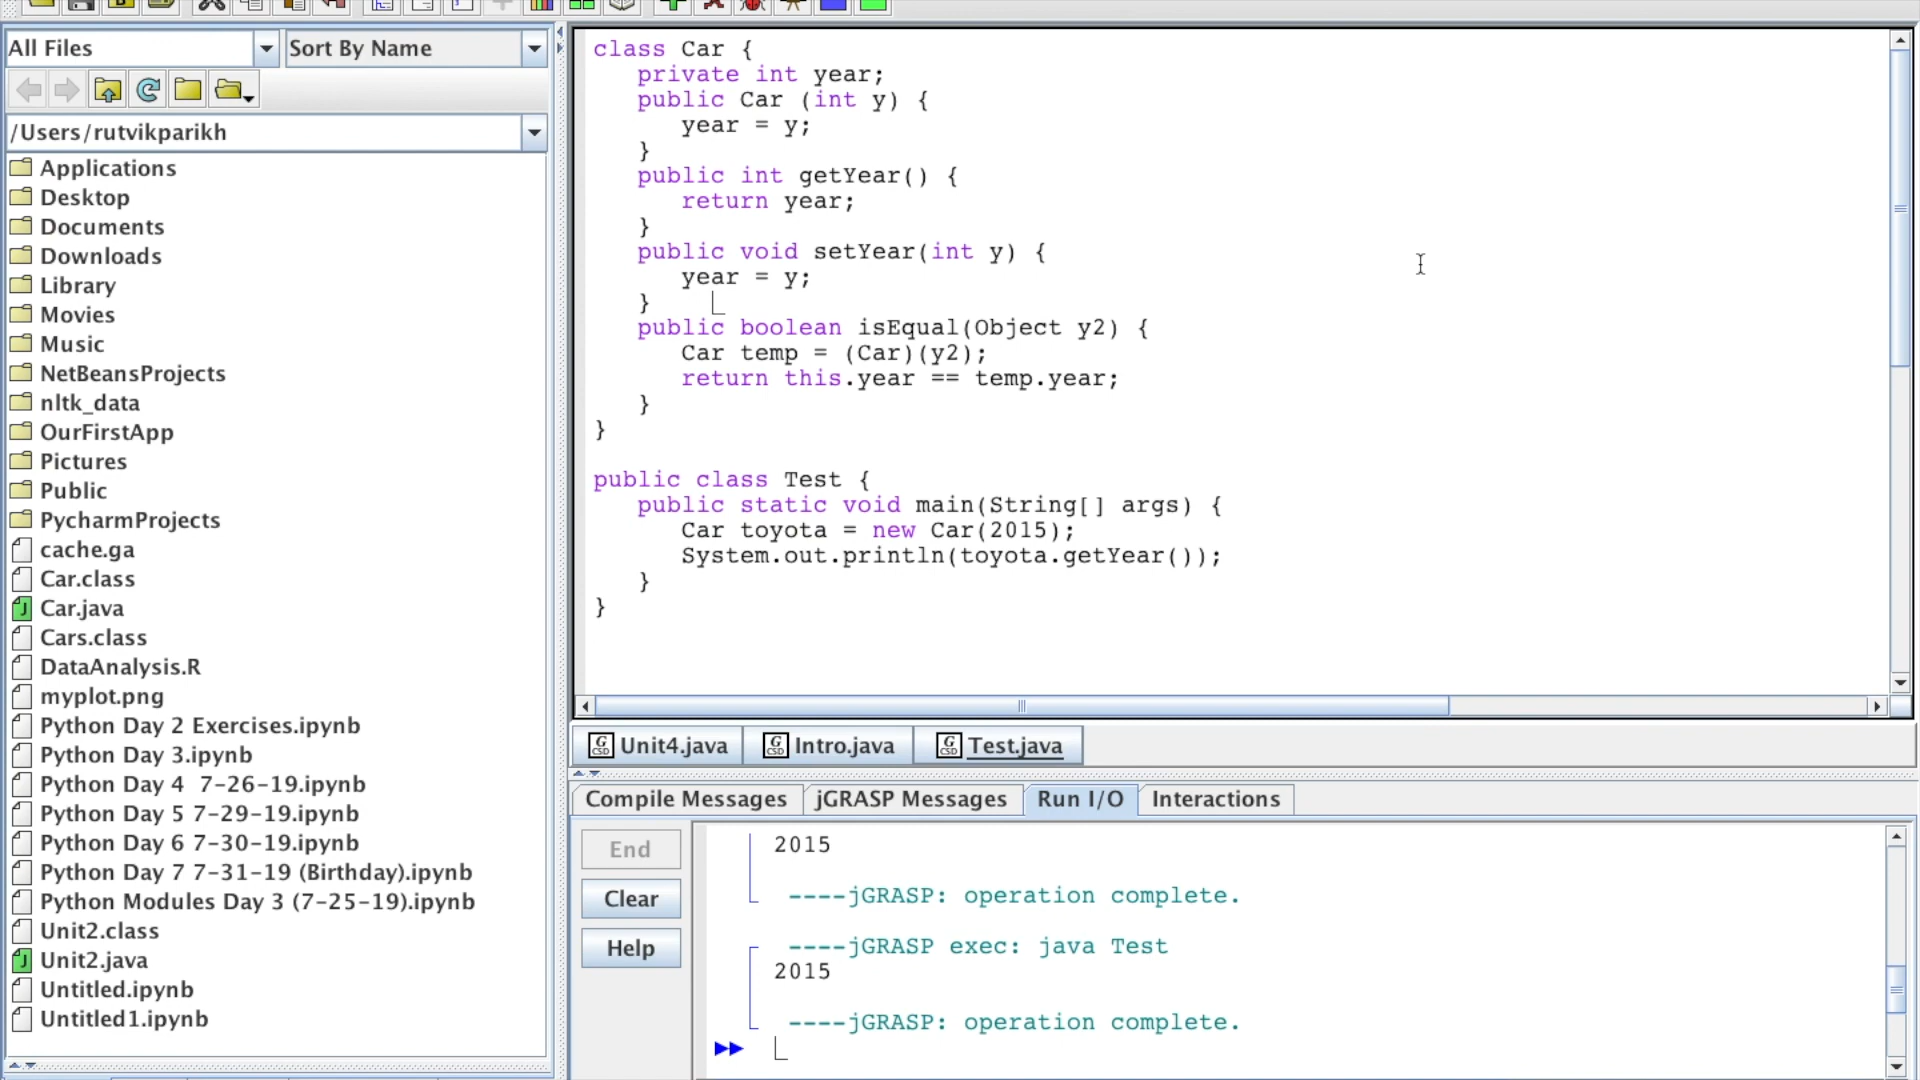 All Files
Sort By Name
/Users/rutvikparikh
Applications
Desktop
Documents
Downloads
Library
Movies
Music
NetBeansProjects
nltk_data
OurFirstApp
Pictures
Public
PycharmProjects
cache.ga
Car.class
Car.java
Cars.class
DataAnalysis.R
myplot.png
Python Day 2 Exercises.ipynb
Python Day 3.ipynb
Python Day 4  7-26-19.ipynb
Python Day 5 7-29-19.ipynb
Python Day 6 7-30-19.ipynb
Python Day 7 7-31-19 (Birthday).ipynb
Python Modules Day 3 (7-25-19).ipynb
Unit2.class
Unit2.java
Untitled.ipynb
Untitled1.ipynb
class Car {
   private int year;
   public Car (int y) {
      year = y;
   }
   public int getYear() {
      return year;
   }
   public void setYear(int y) {
      year = y;
   }
   public boolean isEqual(Object y2) {
      Car temp = (Car)(y2);
      return this.year == temp.year;
   }
}
public class Test {
   public static void main(String[] args) {
      Car toyota = new Car(2015);
      System.out.println(toyota.getYear());
   }
}
Unit4.java
Intro.java
Test.java
Compile Messages
jGRASP Messages
Run I/O
Interactions
End
Clear
Help
2015
----jGRASP: operation complete.
----jGRASP exec: java Test
2015
----jGRASP: operation complete.